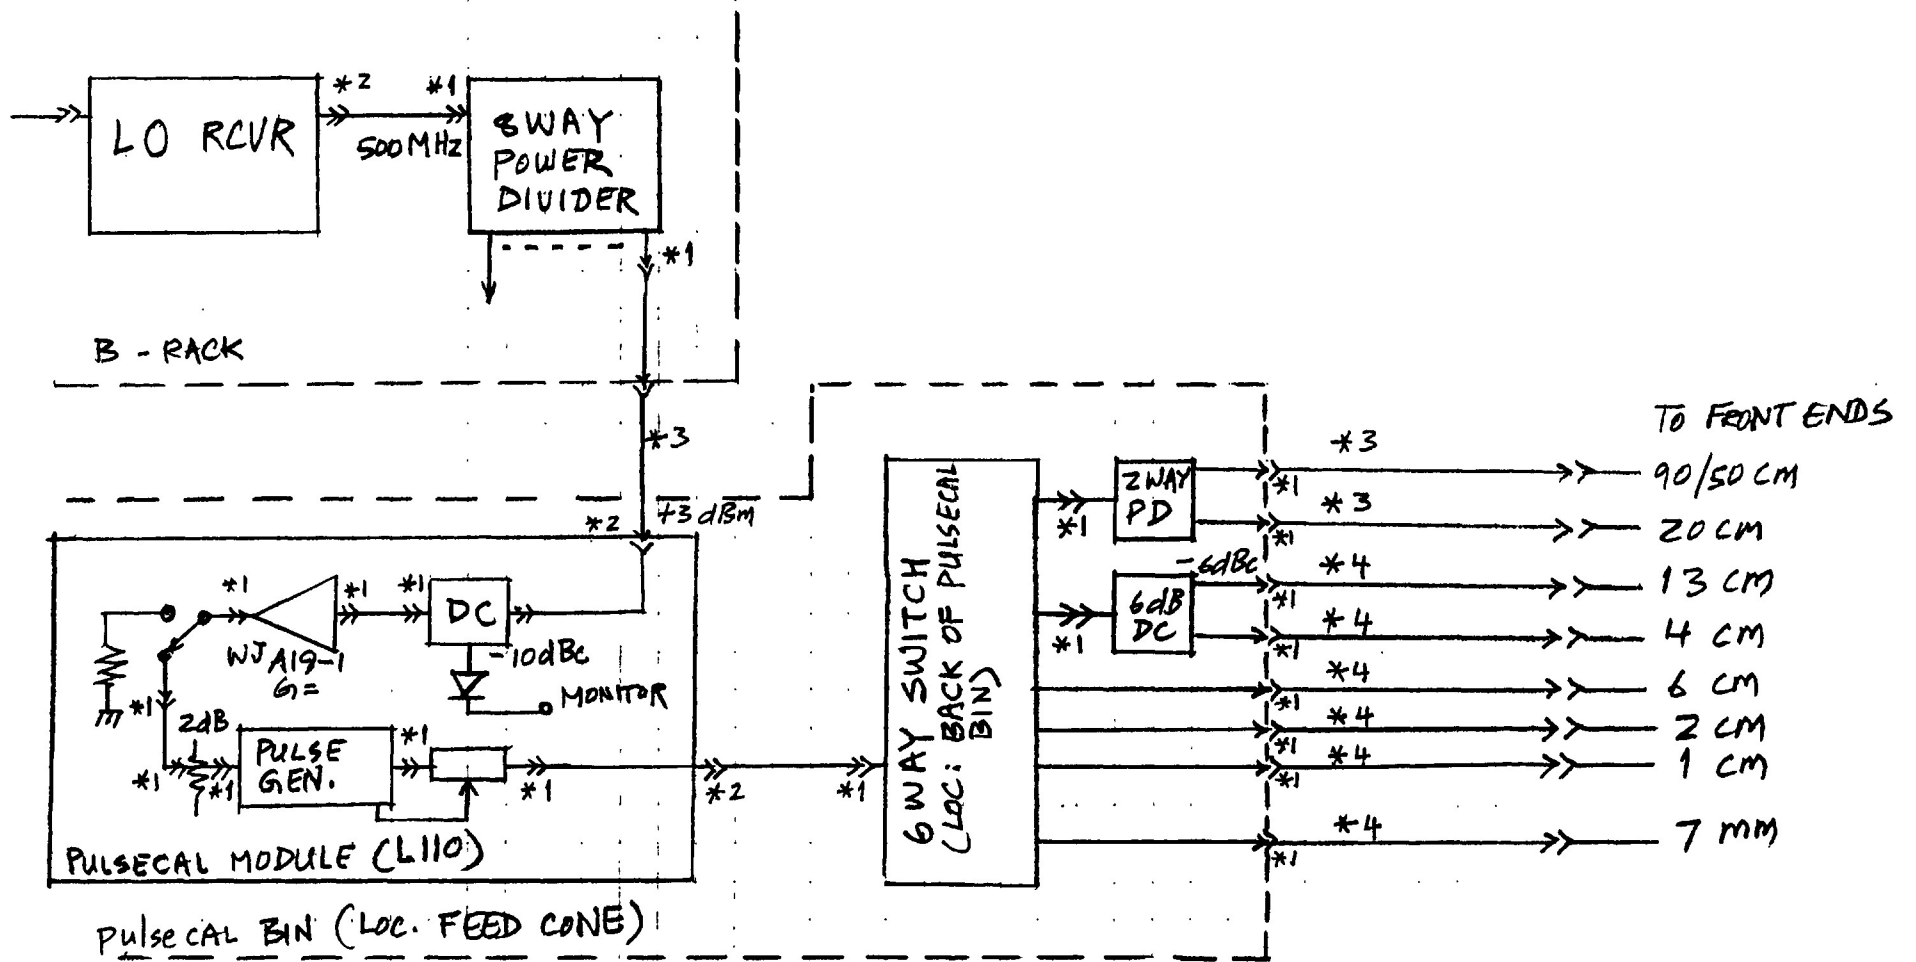 *2
*1
LO RCVR
500MHz
8WAY
POWER
DIVIDER
*1
B - RACK
*3
TO FRONT ENDS
*3
90/50 CM
*1
*3
20 CM
*1
-6dBc
*4
13 CM
*1
*4
4 CM
*1
*4
6 CM
*1
*4
2 CM
*1
*4
1 CM
*1
*4
7 MM
*1
2WAY
PD
*1
6dB
DC
*1
6 WAY SWITCH
(LOC: BACK OF PULSECAL
BIN)
*2
+3 dBm
*1
*1
*1
DC
WJ A19-1
G=
-10dBc
MONITOR
*1
2dB
*1
*1
PULSE
GEN.
*1
*1
*2
*1
PULSECAL MODULE (L110)
PulseCAL BIN (LOC. FEED CONE)